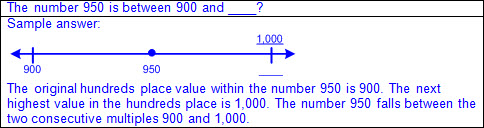 The number 950 is between 900 and ____?
Sample answer:
1,000
900 950 ____
The original hundreds place value within the number 950 is 900. The next
highest value in the hundreds place is 1,000. The number 950 falls between the
two consecutive multiples 900 and 1,000.